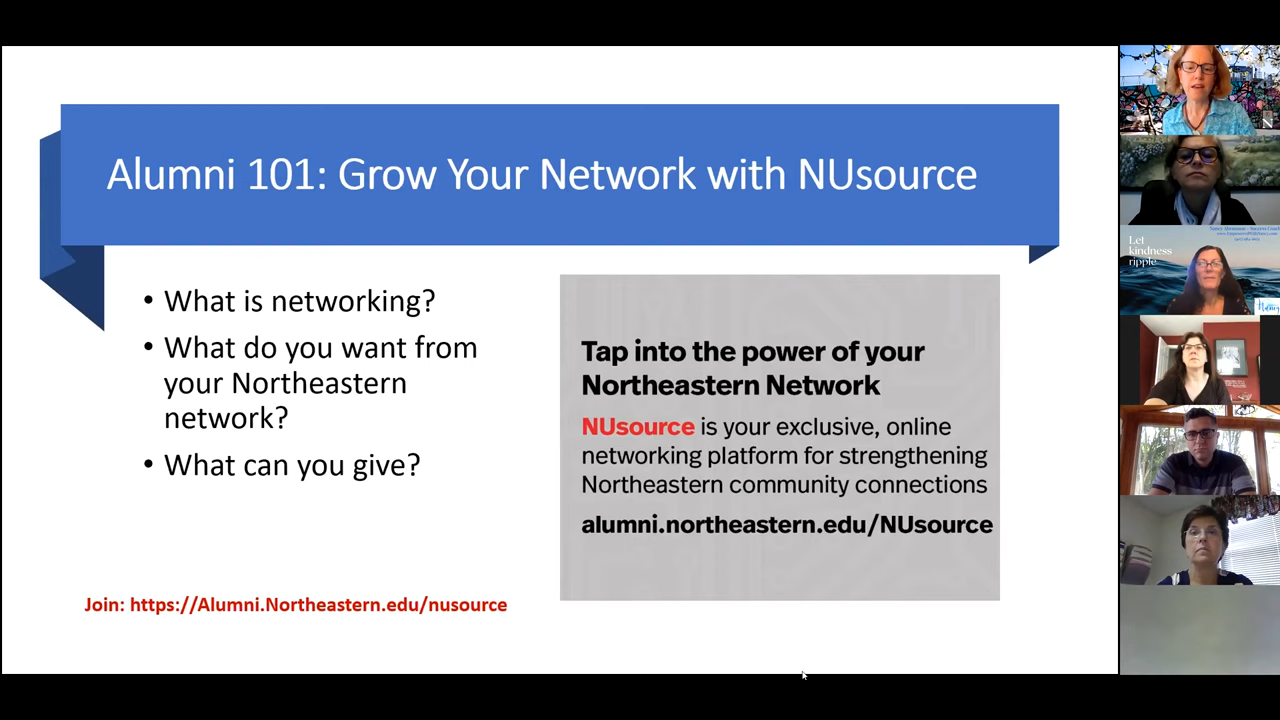 Alumni 101: Grow Your Network with NUsource
• What is networking?
• What do you want from
your Northeastern
network?
• What can you give?
Tap into the power of your
Northeastern Network
NUsource is your exclusive, online
networking platform for strengthening
Northeastern community connections
alumni.northeastern.edu/NUsource
Join: https://Alumni.Northeastern.edu/nusource
N
Let
kindness
ripple